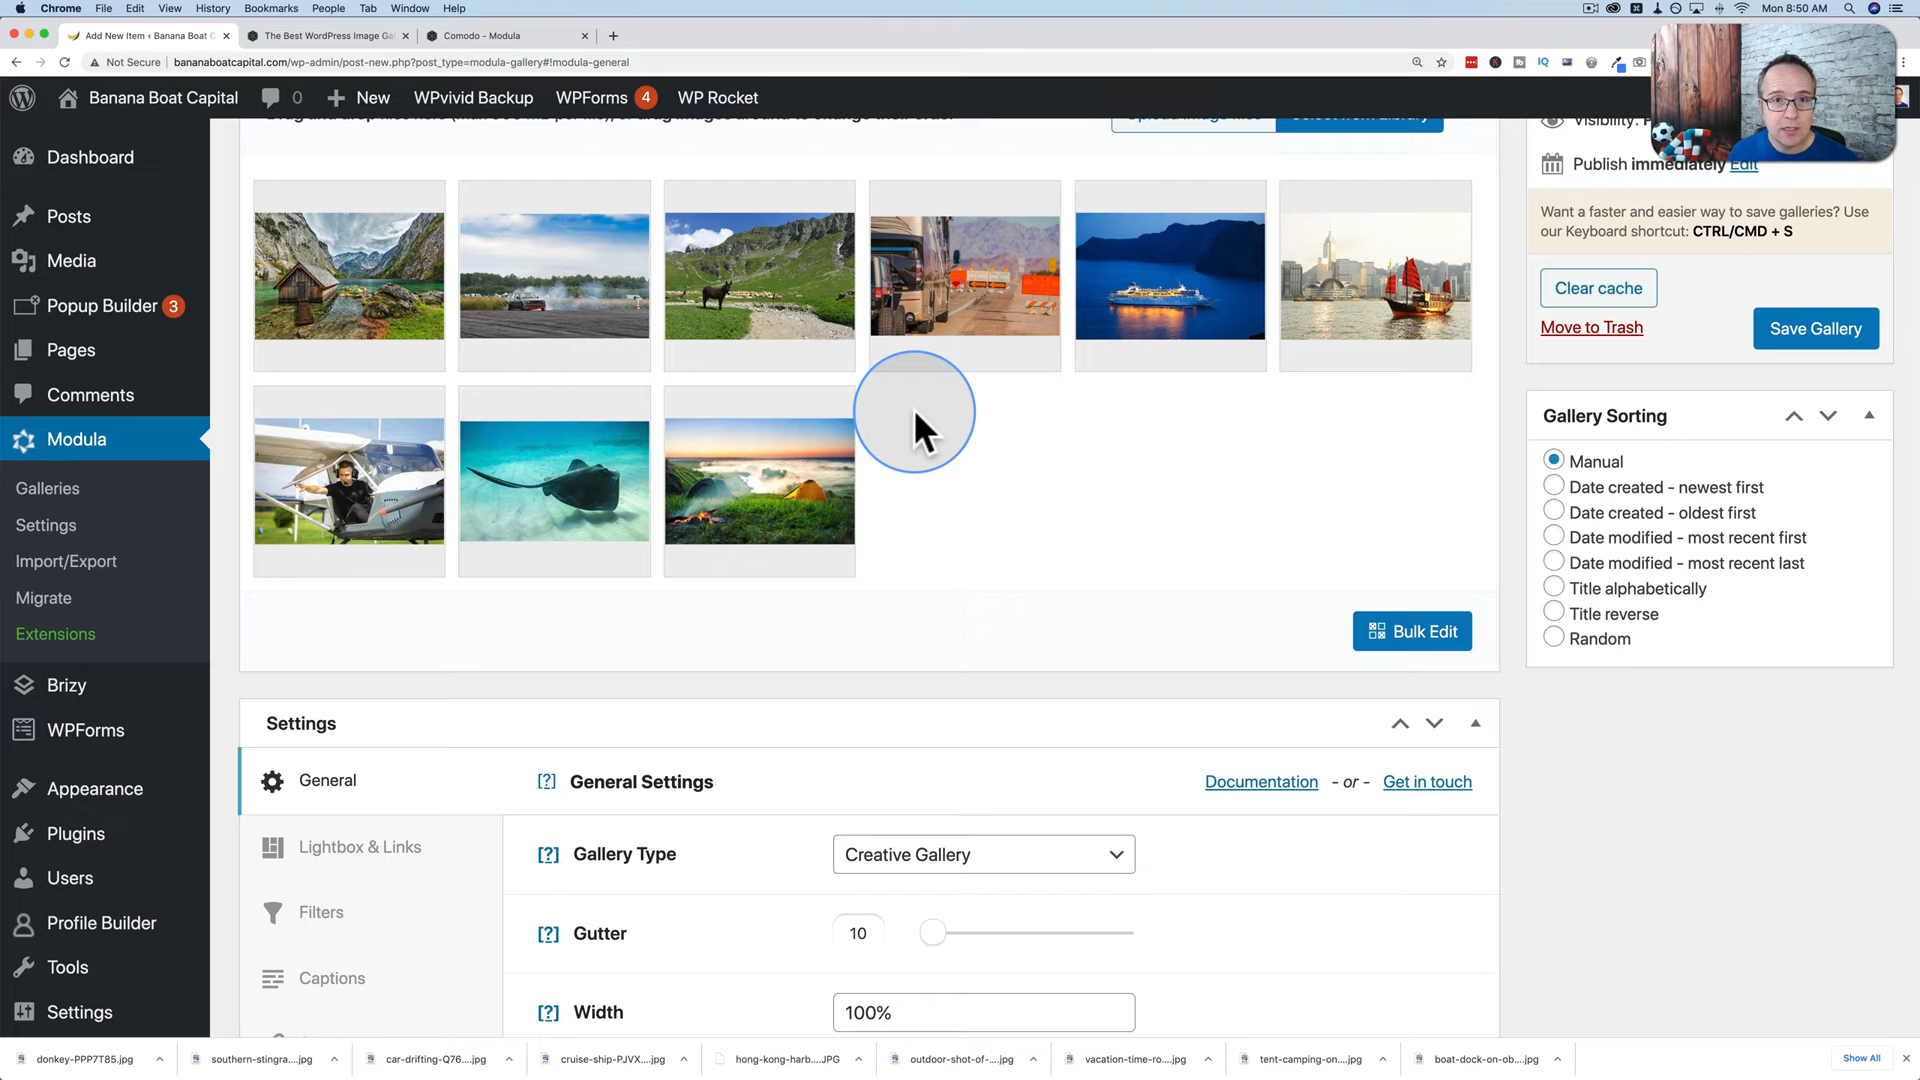 Chrome File Edit View History Bookmarks People Tab Window Help
Mon 8:50 AM
Add New Item ‹ Banana Boat C
The Best WordPress Image Ga
Comodo - Modula
Not Secure bananaboatcapital.com/wp-admin/post-new.php?post_type=modula-gallery#!modula-general
IQ
Banana Boat Capital 0 New WPvivid Backup WPForms 4 WP Rocket
Dashboard
Posts
Media
Popup Builder 3
Pages
Comments
Modula
Galleries
Settings
Import/Export
Migrate
Extensions
Brizy
WPForms
Appearance
Plugins
Users
Profile Builder
Tools
Settings
Bulk Edit
Settings
General
Lightbox & Links
Filters
Captions
[?] General Settings
Documentation - or - Get in touch
[?] Gallery Type Creative Gallery
[?] Gutter 10
[?] Width 100%
Visibility:
Publish immediately Edit
Want a faster and easier way to save galleries? Use
our Keyboard shortcut: CTRL/CMD + S
Clear cache
Move to Trash
Save Gallery
Gallery Sorting
Manual
Date created - newest first
Date created - oldest first
Date modified - most recent first
Date modified - most recent last
Title alphabetically
Title reverse
Random
donkey-PPP7T85.jpg
southern-stingra....jpg
car-drifting-Q76....jpg
cruise-ship-PJVX....jpg
hong-kong-harb....JPG
outdoor-shot-of-....jpg
vacation-time-ro....jpg
tent-camping-on....jpg
boat-dock-on-ob....jpg
Show All